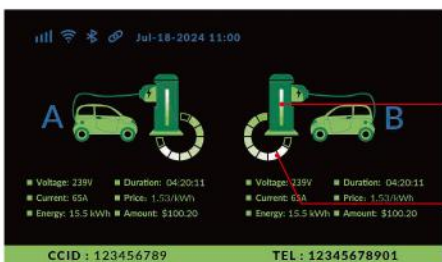 Jul-18-2024 11:00
A
B
Voltage: 239V Duration: 04:20:11
Current: 65A Price: 1.53/kWh
Energy: 15.5 kWh Amount: $100.20
Voltage: 239V Duration: 04:20:11
Current: 65A Price: 1.53/kWh
Energy: 15.5 kWh Amount: $100.20
CCID : 123456789 TEL : 12345678901